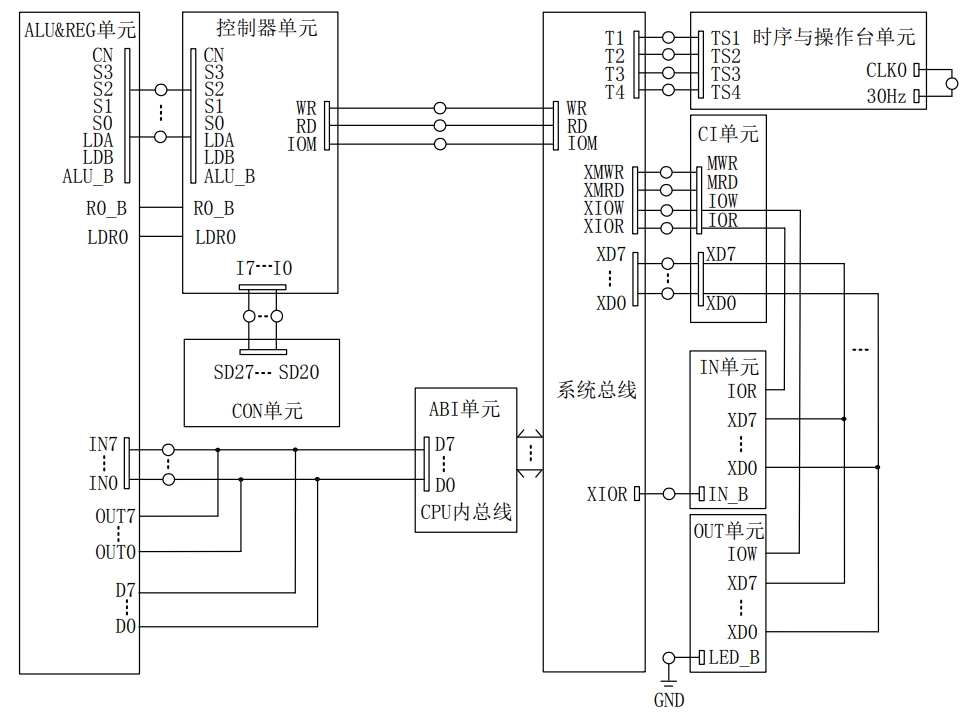 ALU&REG单元
CN
S3
S2
S1
S0
LDA
LDB
ALU_B
R0_B
LDR0
IN7
IN0
OUT7
OUT0
D7
D0
控制器单元
CN
S3
S2
S1
S0
LDA
LDB
ALU_B
R0_B
LDR0
WR
RD
IOM
I7 I0
SD27 SD20
CON单元
ABI单元
D7
D0
CPU内总线
WR
RD
IOM
T1
T2
T3
T4
XMWR
XMRD
XIOW
XIOR
XD7
XD0
系统总线
XIOR
TS1
TS2
TS3
TS4
时序与操作台单元
CLK0
30Hz
CI单元
MWR
MRD
IOW
IOR
XD7
XD0
IN单元
IOR
XD7
XD0
IN_B
OUT单元
IOW
XD7
XD0
LED_B
GND